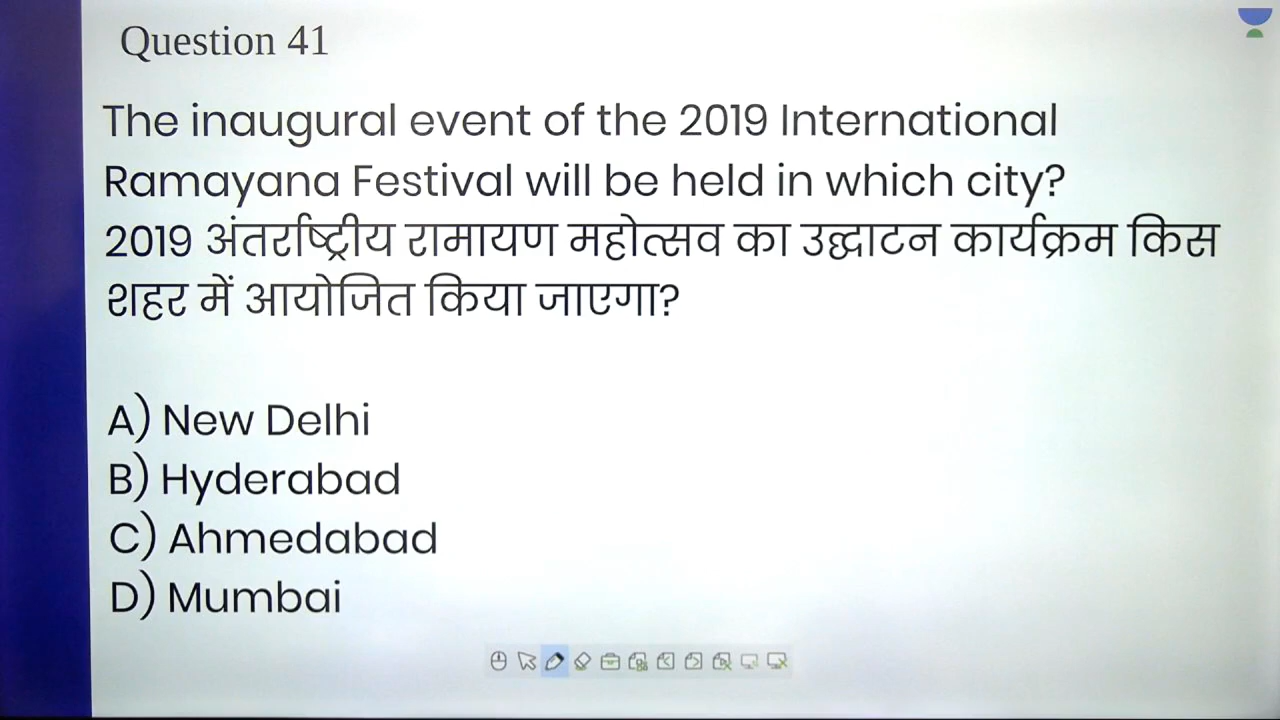 Question 41
The inaugural event of the 2019 International
Ramayana Festival will be held in which city?
2019 अंतर्राष्ट्रीय रामायण महोत्सव का उद्घाटन कार्यक्रम किस
शहर में आयोजित किया जाएगा?
A) New Delhi
B) Hyderabad
C) Ahmedabad
D) Mumbai